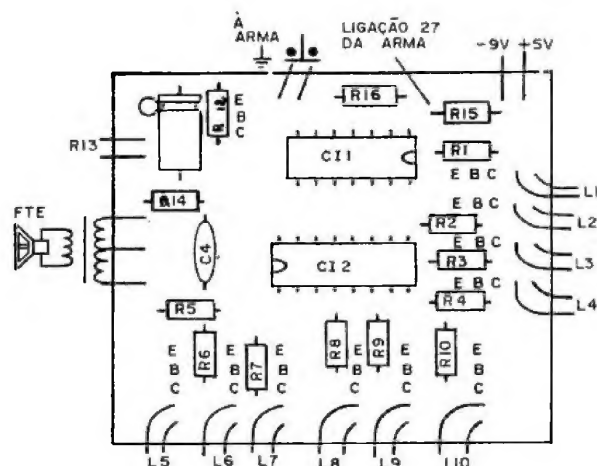 À
ARMA
LIGAÇÃO 27
DA ARMA
-9V +5V
R16
R15
E
B
C
R13
CI1
R1
E B C
L1
R14
R2
L2
FTE
E B C
C4
CI2
R3
L3
E B C
R4
L4
R5
E B C
E
B
C
R6
E
B
C
R7
E
B
C
R8
E
B
C
R9
E
B
C
R10
E
B
C
L5 L6 L7 L8 L9 L10